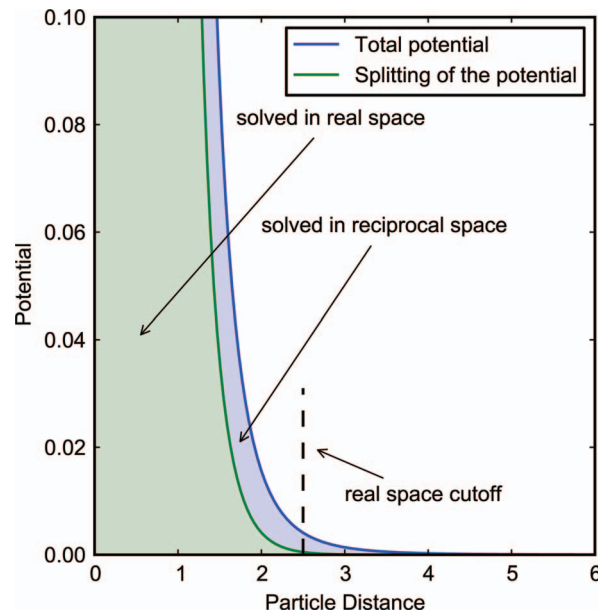 0.10
Total potential
Splitting of the potential
solved in real space
0.08
solved in reciprocal space
0.06
Potential
0.04
0.02
real space cutoff
0.00
0 1 2 3 4 5 6
Particle Distance